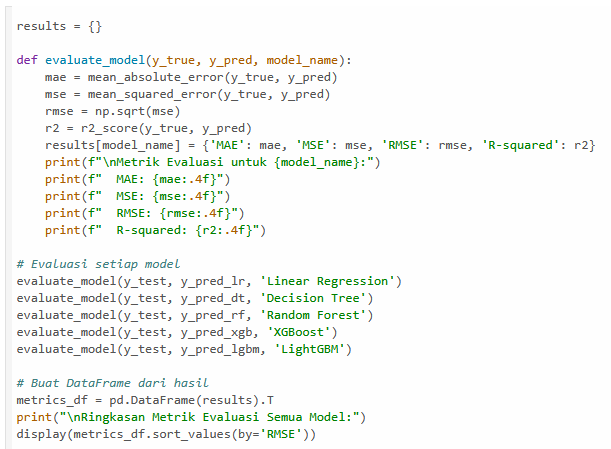 results = {}

def evaluate_model(y_true, y_pred, model_name):
    mae = mean_absolute_error(y_true, y_pred)
    mse = mean_squared_error(y_true, y_pred)
    rmse = np.sqrt(mse)
    r2 = r2_score(y_true, y_pred)
    results[model_name] = {'MAE': mae, 'MSE': mse, 'RMSE': rmse, 'R-squared': r2}
    print(f"\nMetrik Evaluasi untuk {model_name}:")
    print(f"  MAE: {mae:.4f}")
    print(f"  MSE: {mse:.4f}")
    print(f"  RMSE: {rmse:.4f}")
    print(f"  R-squared: {r2:.4f}")

# Evaluasi setiap model
evaluate_model(y_test, y_pred_lr, 'Linear Regression')
evaluate_model(y_test, y_pred_dt, 'Decision Tree')
evaluate_model(y_test, y_pred_rf, 'Random Forest')
evaluate_model(y_test, y_pred_xgb, 'XGBoost')
evaluate_model(y_test, y_pred_lgbm, 'LightGBM')

# Buat DataFrame dari hasil
metrics_df = pd.DataFrame(results).T
print("\nRingkasan Metrik Evaluasi Semua Model:")
display(metrics_df.sort_values(by='RMSE'))